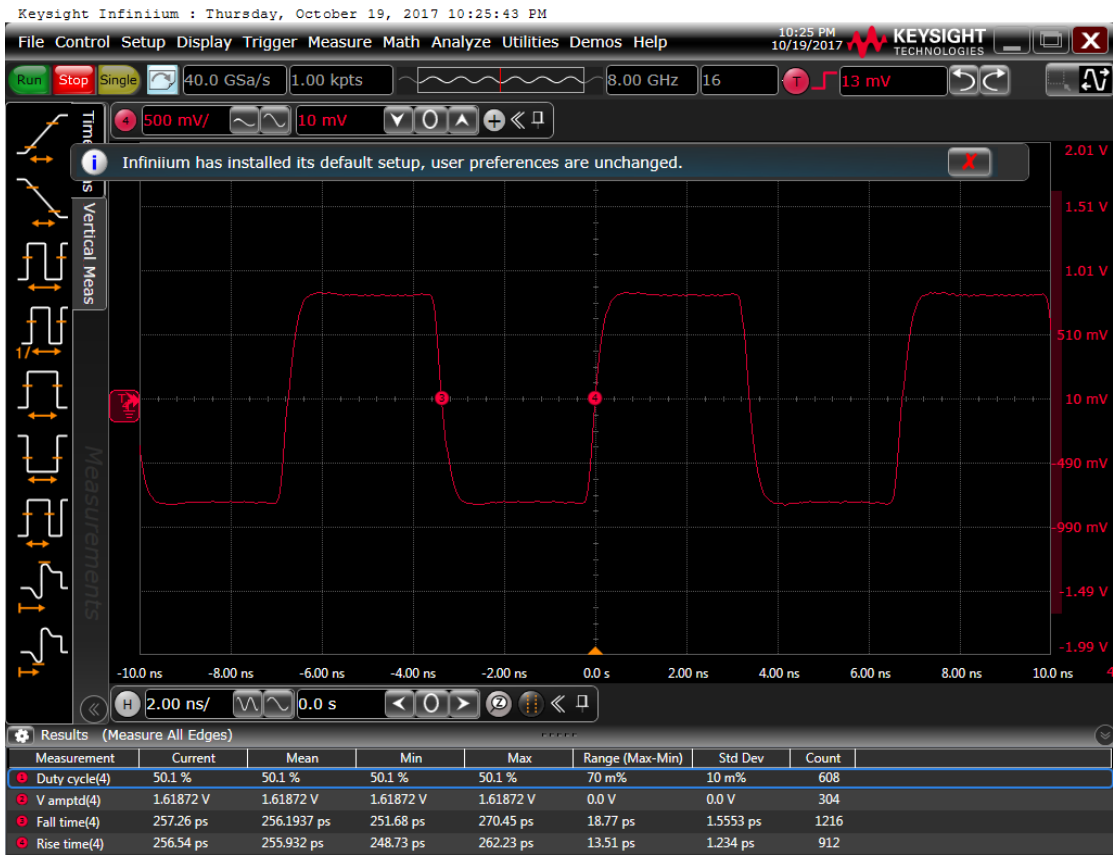 Keysight Infiniium : Thursday, October 19, 2017 10:25:43 PM
File Control Setup Display Trigger Measure Math Analyze Utilities Demos Help
10:25 PM
10/19/2017
KEYSIGHT
TECHNOLOGIES
Run Stop Single 40.0 GSa/s 1.00 kpts 8.00 GHz 16 T 13 mV
4 500 mV/ 10 mV
Infiniium has installed its default setup, user preferences are unchanged.
Vertical Meas
Measurements
1/
2.01 V
1.51 V
1.01 V
510 mV
10 mV
-490 mV
-990 mV
-1.49 V
-1.99 V
T
3 4
-10.0 ns -8.00 ns -6.00 ns -4.00 ns -2.00 ns 0.0 s 2.00 ns 4.00 ns 6.00 ns 8.00 ns 10.0 ns
H 2.00 ns/ 0.0 s
Results (Measure All Edges)
Measurement Current Mean Min Max Range (Max-Min) Std Dev Count
1 Duty cycle(4) 50.1 % 50.1 % 50.1 % 50.1 % 70 m% 10 m% 608
2 V amptd(4) 1.61872 V 1.61872 V 1.61872 V 1.61872 V 0.0 V 0.0 V 304
3 Fall time(4) 257.26 ps 256.1937 ps 251.68 ps 270.45 ps 18.77 ps 1.5553 ps 1216
4 Rise time(4) 256.54 ps 255.932 ps 248.73 ps 262.23 ps 13.51 ps 1.234 ps 912